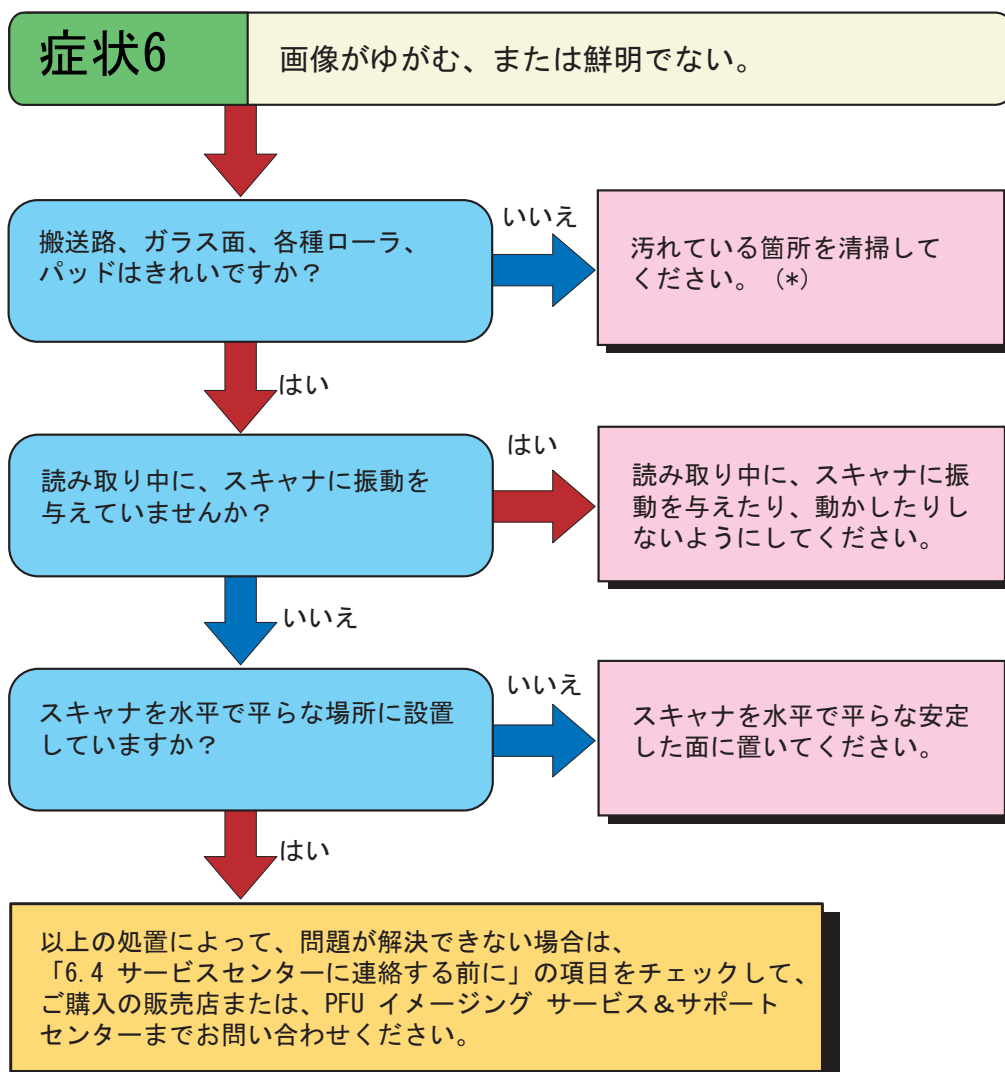 症状6
画像がゆがむ、または鮮明でない。
搬送路、ガラス面、各種ローラ、
パッドはきれいですか？
いいえ
汚れている箇所を清掃して
ください。 (*)
はい
読み取り中に、スキャナに振動を
与えていませんか？
はい
読み取り中に、スキャナに振
動を与えたり、動かしたりし
ないようにしてください。
いいえ
スキャナを水平で平らな場所に設置
していますか？
いいえ
スキャナを水平で平らな安定
した面に置いてください。
はい
以上の処置によって、問題が解決できない場合は、
「6.4 サービスセンターに連絡する前に」の項目をチェックして、
ご購入の販売店または、PFU イメージング サービス＆サポート
センターまでお問い合わせください。